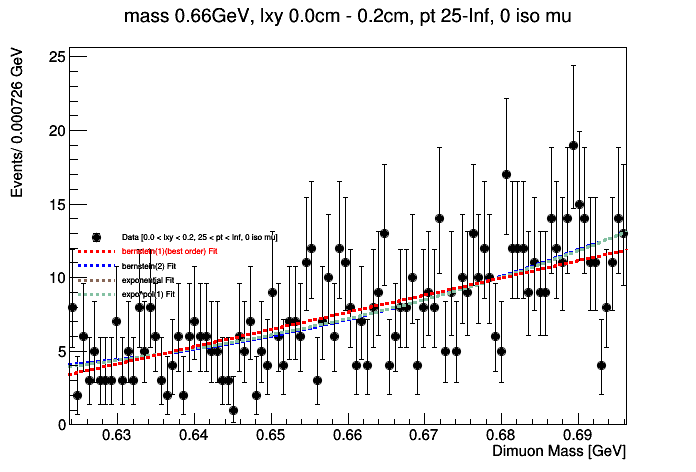 mass 0.66GeV, lxy 0.0cm - 0.2cm, pt 25-Inf, 0 iso mu
Events/ 0.000726 GeV
25
20
15
10
5
0
Data [0.0 < lxy < 0.2, 25 < pt < Inf, 0 iso mu]
bernstein(1)(best order) Fit
bernstein(2) Fit
exponential Fit
expo*pol(1) Fit
0.63 0.64 0.65 0.66 0.67 0.68 0.69
Dimuon Mass [GeV]